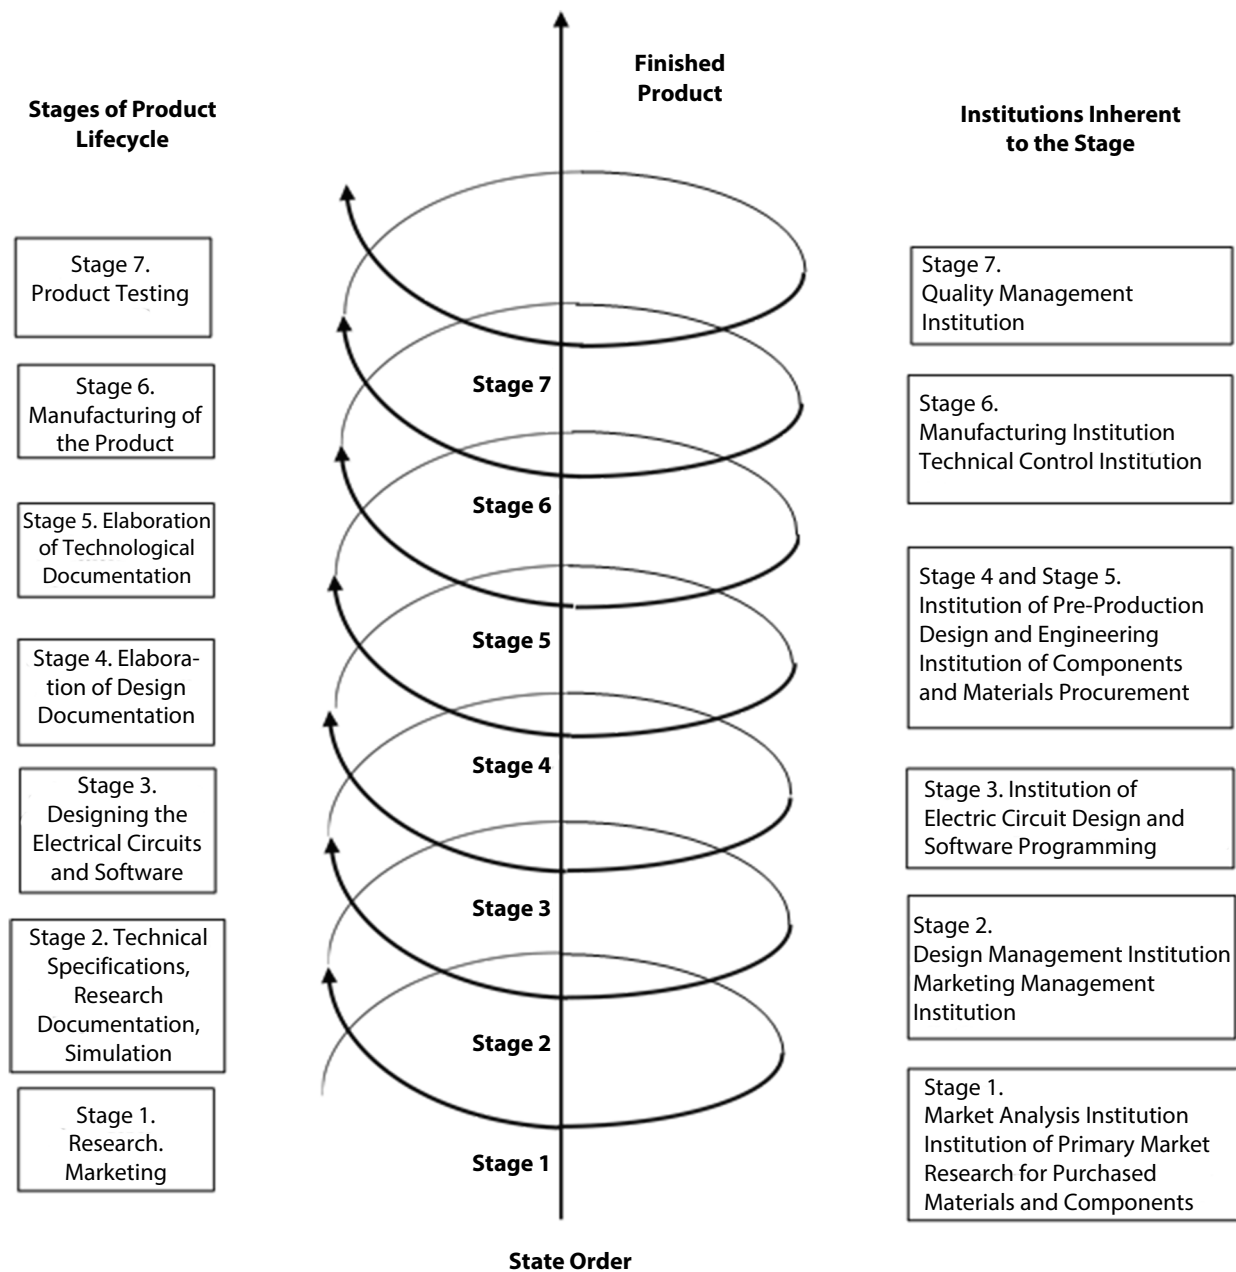 Finished
Product
Stages of Product
Lifecycle
Institutions Inherent
to the Stage
Stage 7.
Product Testing
Stage 6.
Manufacturing of
the Product
Stage 5. Elaboration
of Technological
Documentation
Stage 4. Elabora-
tion of Design
Documentation
Stage 3.
Designing the
Electrical Circuits
and Software
Stage 2. Technical
Specifications,
Research
Documentation,
Simulation
Stage 1.
Research.
Marketing
Stage 7
Stage 6
Stage 5
Stage 4
Stage 3
Stage 2
Stage 1
State Order
Stage 7.
Quality Management
Institution
Stage 6.
Manufacturing Institution
Technical Control Institution
Stage 4 and Stage 5.
Institution of Pre-Production
Design and Engineering
Institution of Components
and Materials Procurement
Stage 3. Institution of
Electric Circuit Design and
Software Programming
Stage 2.
Design Management Institution
Marketing Management
Institution
Stage 1.
Market Analysis Institution
Institution of Primary Market
Research for Purchased
Materials and Components